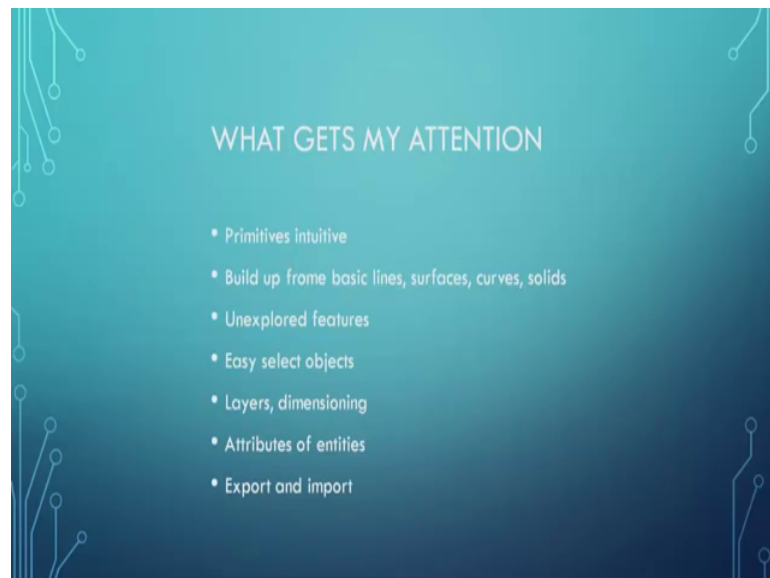 WHAT GETS MY ATTENTION
• Primitives intuitive
• Build up frome basic lines, surfaces, curves, solids
• Unexplored features
• Easy select objects
• Layers, dimensioning
• Attributes of entities
• Export and import